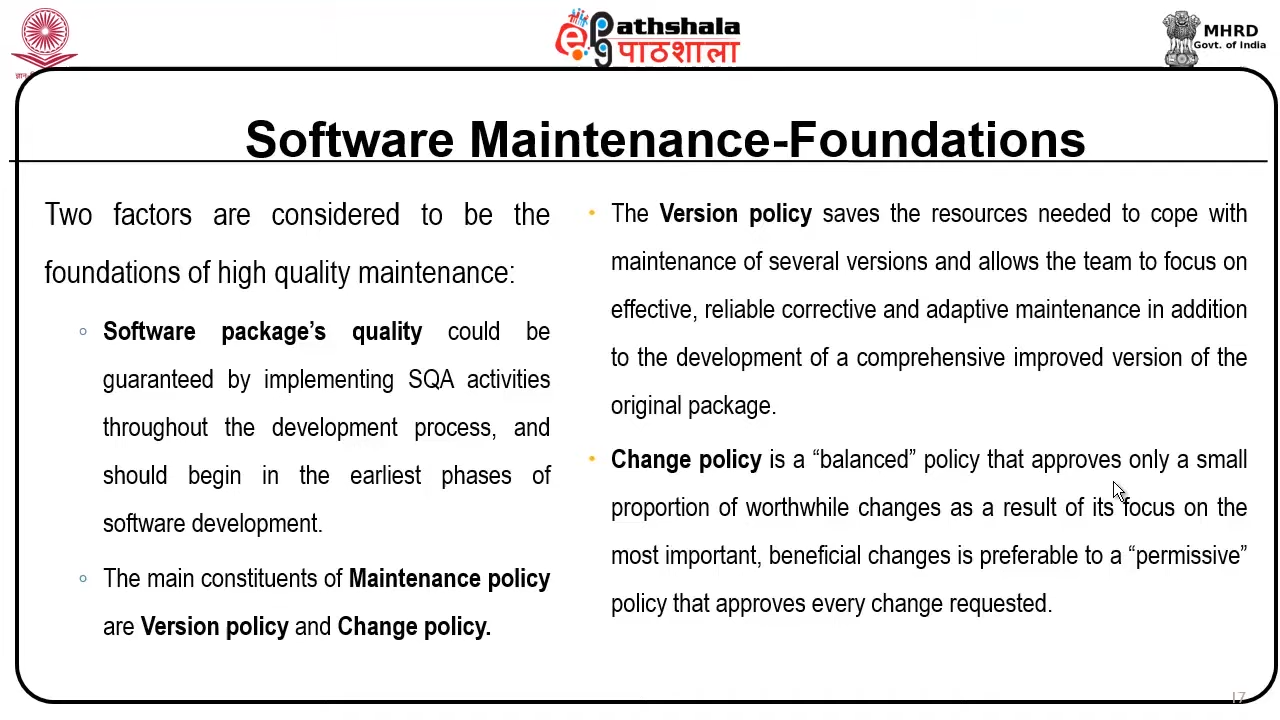 Pathshala
पाठशाला
MHRD
Govt. of India
Software Maintenance-Foundations
Two factors are considered to be the
foundations of high quality maintenance:
Software package’s quality could be
guaranteed by implementing SQA activities
throughout the development process, and
should begin in the earliest phases of
software development.
The main constituents of Maintenance policy
are Version policy and Change policy.
The Version policy saves the resources needed to cope with
maintenance of several versions and allows the team to focus on
effective, reliable corrective and adaptive maintenance in addition
to the development of a comprehensive improved version of the
original package.
Change policy is a “balanced” policy that approves only a small
proportion of worthwhile changes as a result of its focus on the
most important, beneficial changes is preferable to a “permissive”
policy that approves every change requested.
17